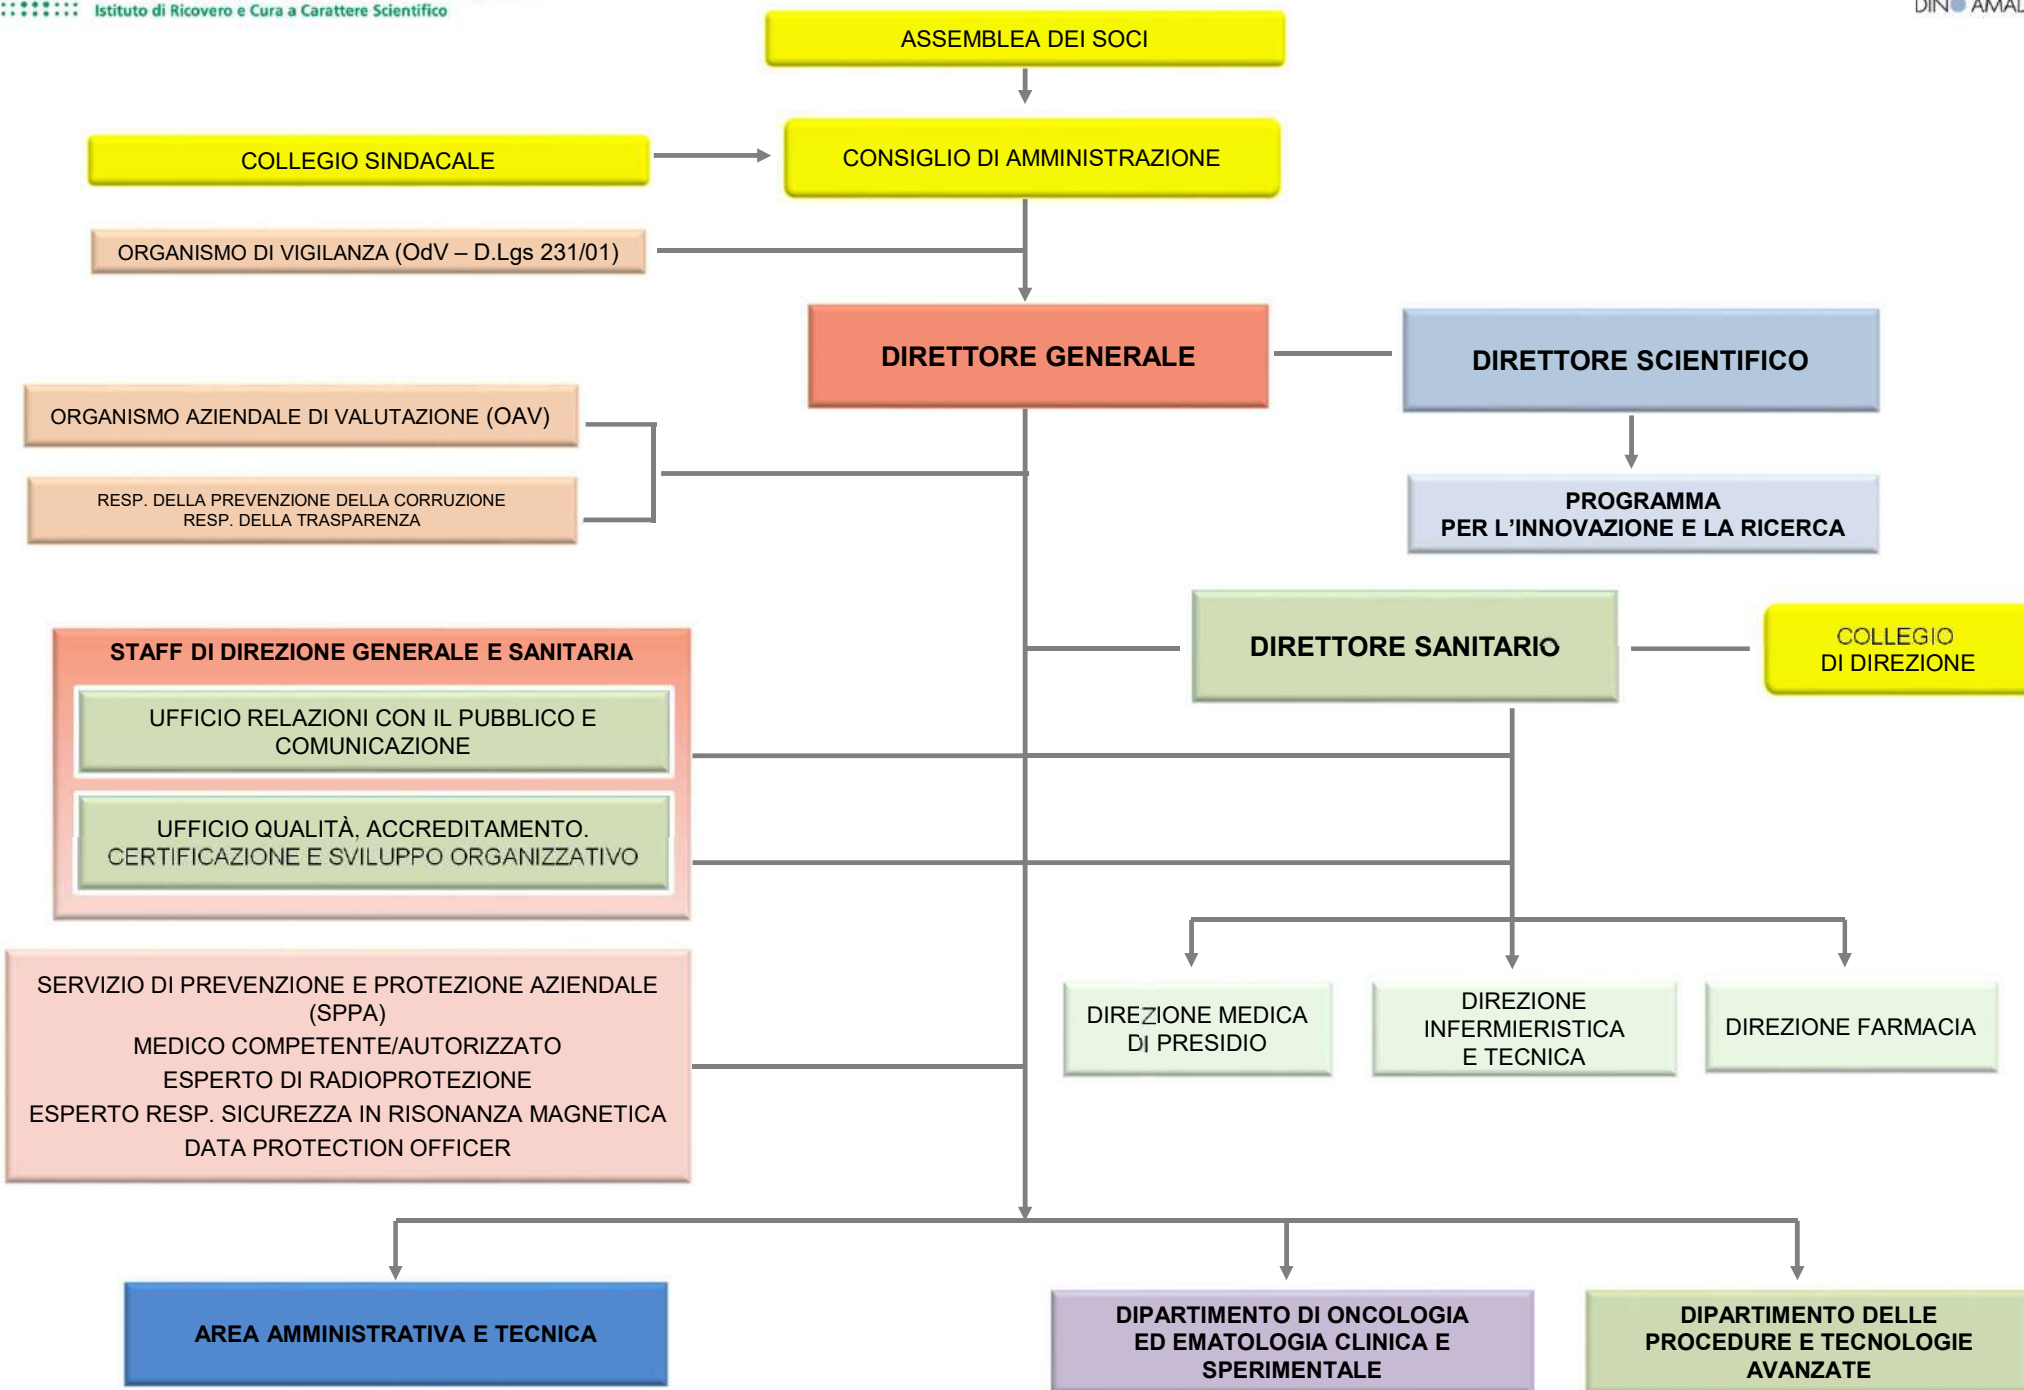 Istituto di Ricovero e Cura a Carattere Scientifico
ASSEMBLEA DEI SOCI
COLLEGIO SINDACALE
CONSIGLIO DI AMMINISTRAZIONE
ORGANISMO DI VIGILANZA (OdV – D.Lgs 231/01)
DIRETTORE GENERALE
DIRETTORE SCIENTIFICO
ORGANISMO AZIENDALE DI VALUTAZIONE (OAV)
RESP. DELLA PREVENZIONE DELLA CORRUZIONE
RESP. DELLA TRASPARENZA
PROGRAMMA
PER L'INNOVAZIONE E LA RICERCA
DIRETTORE SANITARIO
COLLEGIO
DI DIREZIONE
STAFF DI DIREZIONE GENERALE E SANITARIA
UFFICIO RELAZIONI CON IL PUBBLICO E
COMUNICAZIONE
UFFICIO QUALITÀ, ACCREDITAMENTO.
CERTIFICAZIONE E SVILUPPO ORGANIZZATIVO
SERVIZIO DI PREVENZIONE E PROTEZIONE AZIENDALE
(SPPA)
MEDICO COMPETENTE/AUTORIZZATO
ESPERTO DI RADIOPROTEZIONE
ESPERTO RESP. SICUREZZA IN RISONANZA MAGNETICA
DATA PROTECTION OFFICER
DIREZIONE MEDICA
DI PRESIDIO
DIREZIONE
INFERMIERISTICA
E TECNICA
DIREZIONE FARMACIA
AREA AMMINISTRATIVA E TECNICA
DIPARTIMENTO DI ONCOLOGIA
ED EMATOLOGIA CLINICA E
SPERIMENTALE
DIPARTIMENTO DELLE
PROCEDURE E TECNOLOGIE
AVANZATE